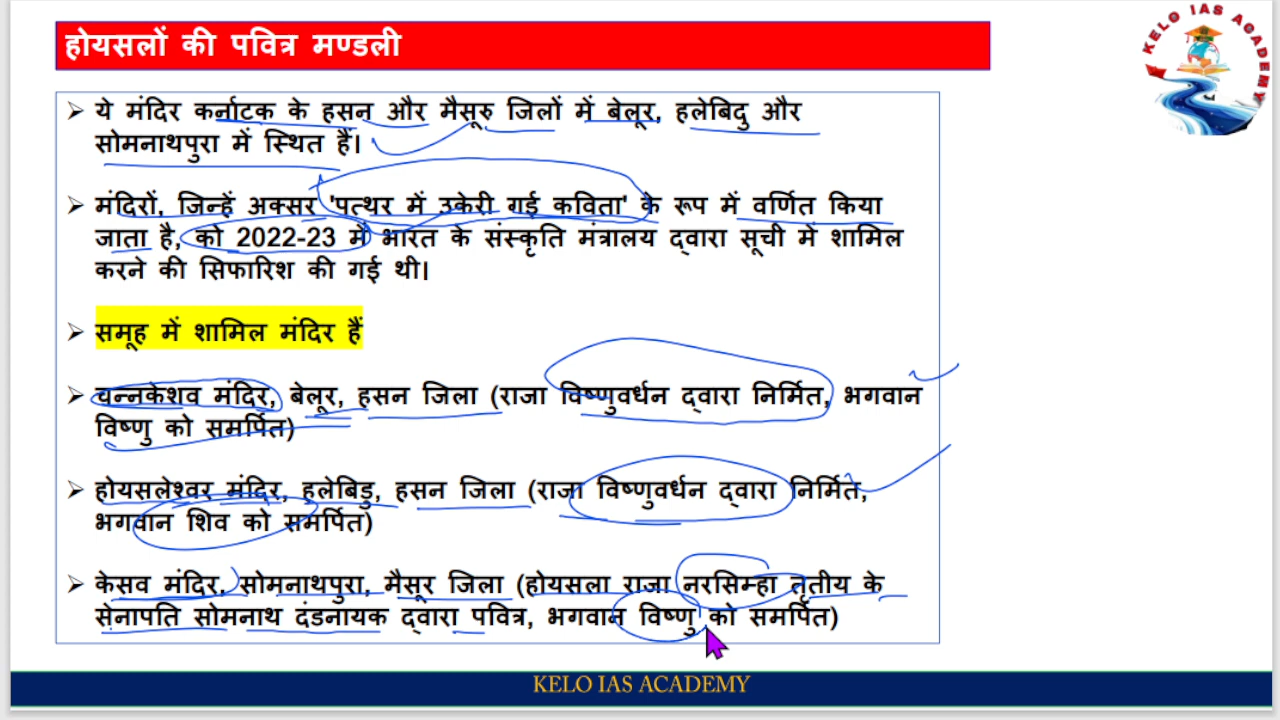 होयसलों की पवित्र मण्डली
KELO IAS ACADEMY
➢ ये मंदिर कर्नाटक के हसन और मैसूरु जिलों में बेलूर, हलेबिदु और
सोमनाथपुरा में स्थित हैं।
➢ मंदिरों, जिन्हें अक्सर 'पत्थर में उकेरी गई कविता' के रूप में वर्णित किया
जाता है, को 2022-23 में भारत के संस्कृति मंत्रालय द्वारा सूची में शामिल
करने की सिफारिश की गई थी।
➢ समूह में शामिल मंदिर हैं
➢ चन्नकेशव मंदिर, बेलूर, हसन जिला (राजा विष्णुवर्धन द्वारा निर्मित, भगवान
विष्णु को समर्पित)
➢ होयसलेश्वर मंदिर, हलेबिडु, हसन जिला (राजा विष्णुवर्धन द्वारा निर्मित,
भगवान शिव को समर्पित)
➢ केसव मंदिर, सोमनाथपुरा, मैसूर जिला (होयसला राजा नरसिम्हा तृतीय के
सेनापति सोमनाथ दंडनायक द्वारा पवित्र, भगवान विष्णु को समर्पित)
KELO IAS ACADEMY